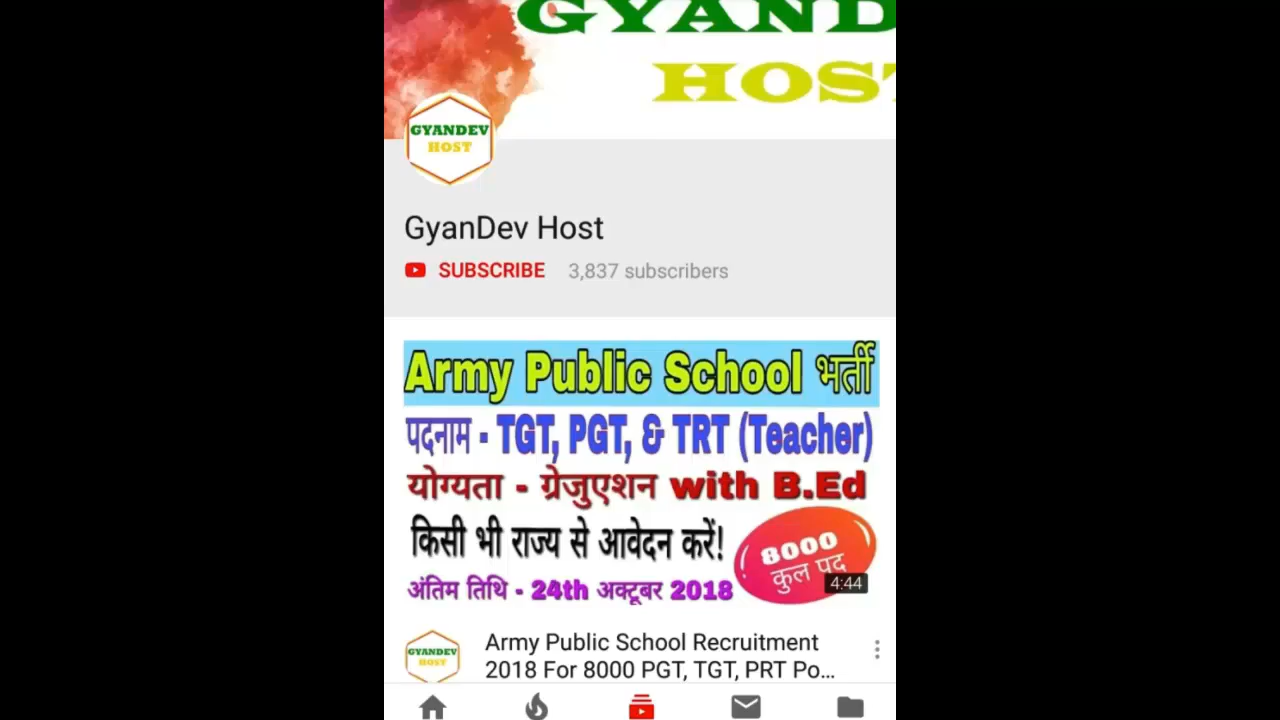 GYAND
HOST
GYANDEV
HOST
GyanDev Host
SUBSCRIBE 3,837 subscribers
Army Public School भर्ती
पदनाम - TGT, PGT, & TRT (Teacher)
योग्यता - ग्रेजुएशन with B.Ed
किसी भी राज्य से आवेदन करें!
8000
कुल पद
4:44
अंतिम तिथि - 24th अक्टूबर 2018
GYANDEV
HOST
Army Public School Recruitment
2018 For 8000 PGT, TGT, PRT Po...